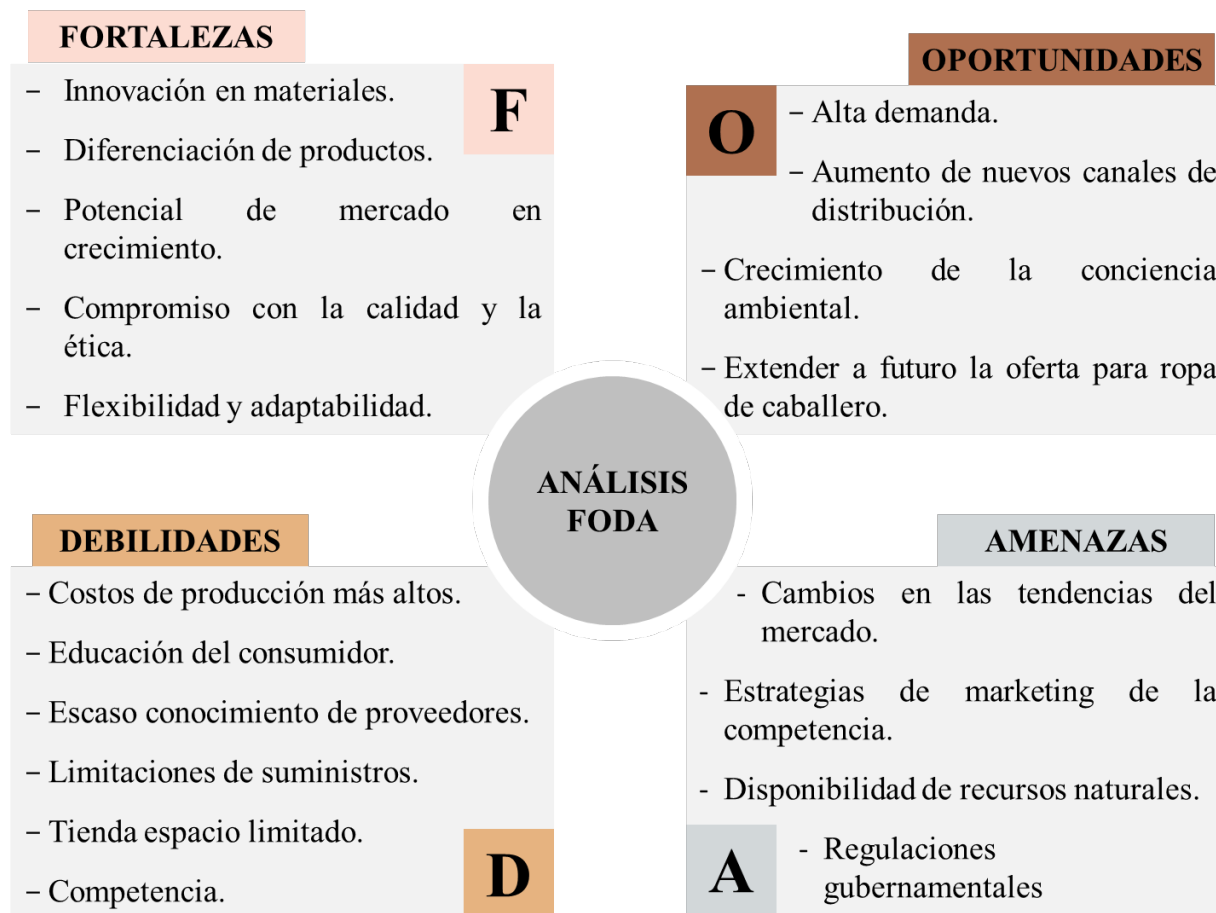 FORTALEZAS
F
– Innovación en materiales.
– Diferenciación de productos.
– Potencial de mercado en
crecimiento.
– Compromiso con la calidad y la
ética.
– Flexibilidad y adaptabilidad.
OPORTUNIDADES
O
– Alta demanda.
– Aumento de nuevos canales de
distribución.
– Crecimiento de la conciencia
ambiental.
– Extender a futuro la oferta para ropa
de caballero.
ANÁLISIS
FODA
DEBILIDADES
– Costos de producción más altos.
– Educación del consumidor.
– Escaso conocimiento de proveedores.
– Limitaciones de suministros.
– Tienda espacio limitado.
– Competencia.
D
AMENAZAS
- Cambios en las tendencias del
mercado.
- Estrategias de marketing de la
competencia.
- Disponibilidad de recursos naturales.
A
- Regulaciones
gubernamentales